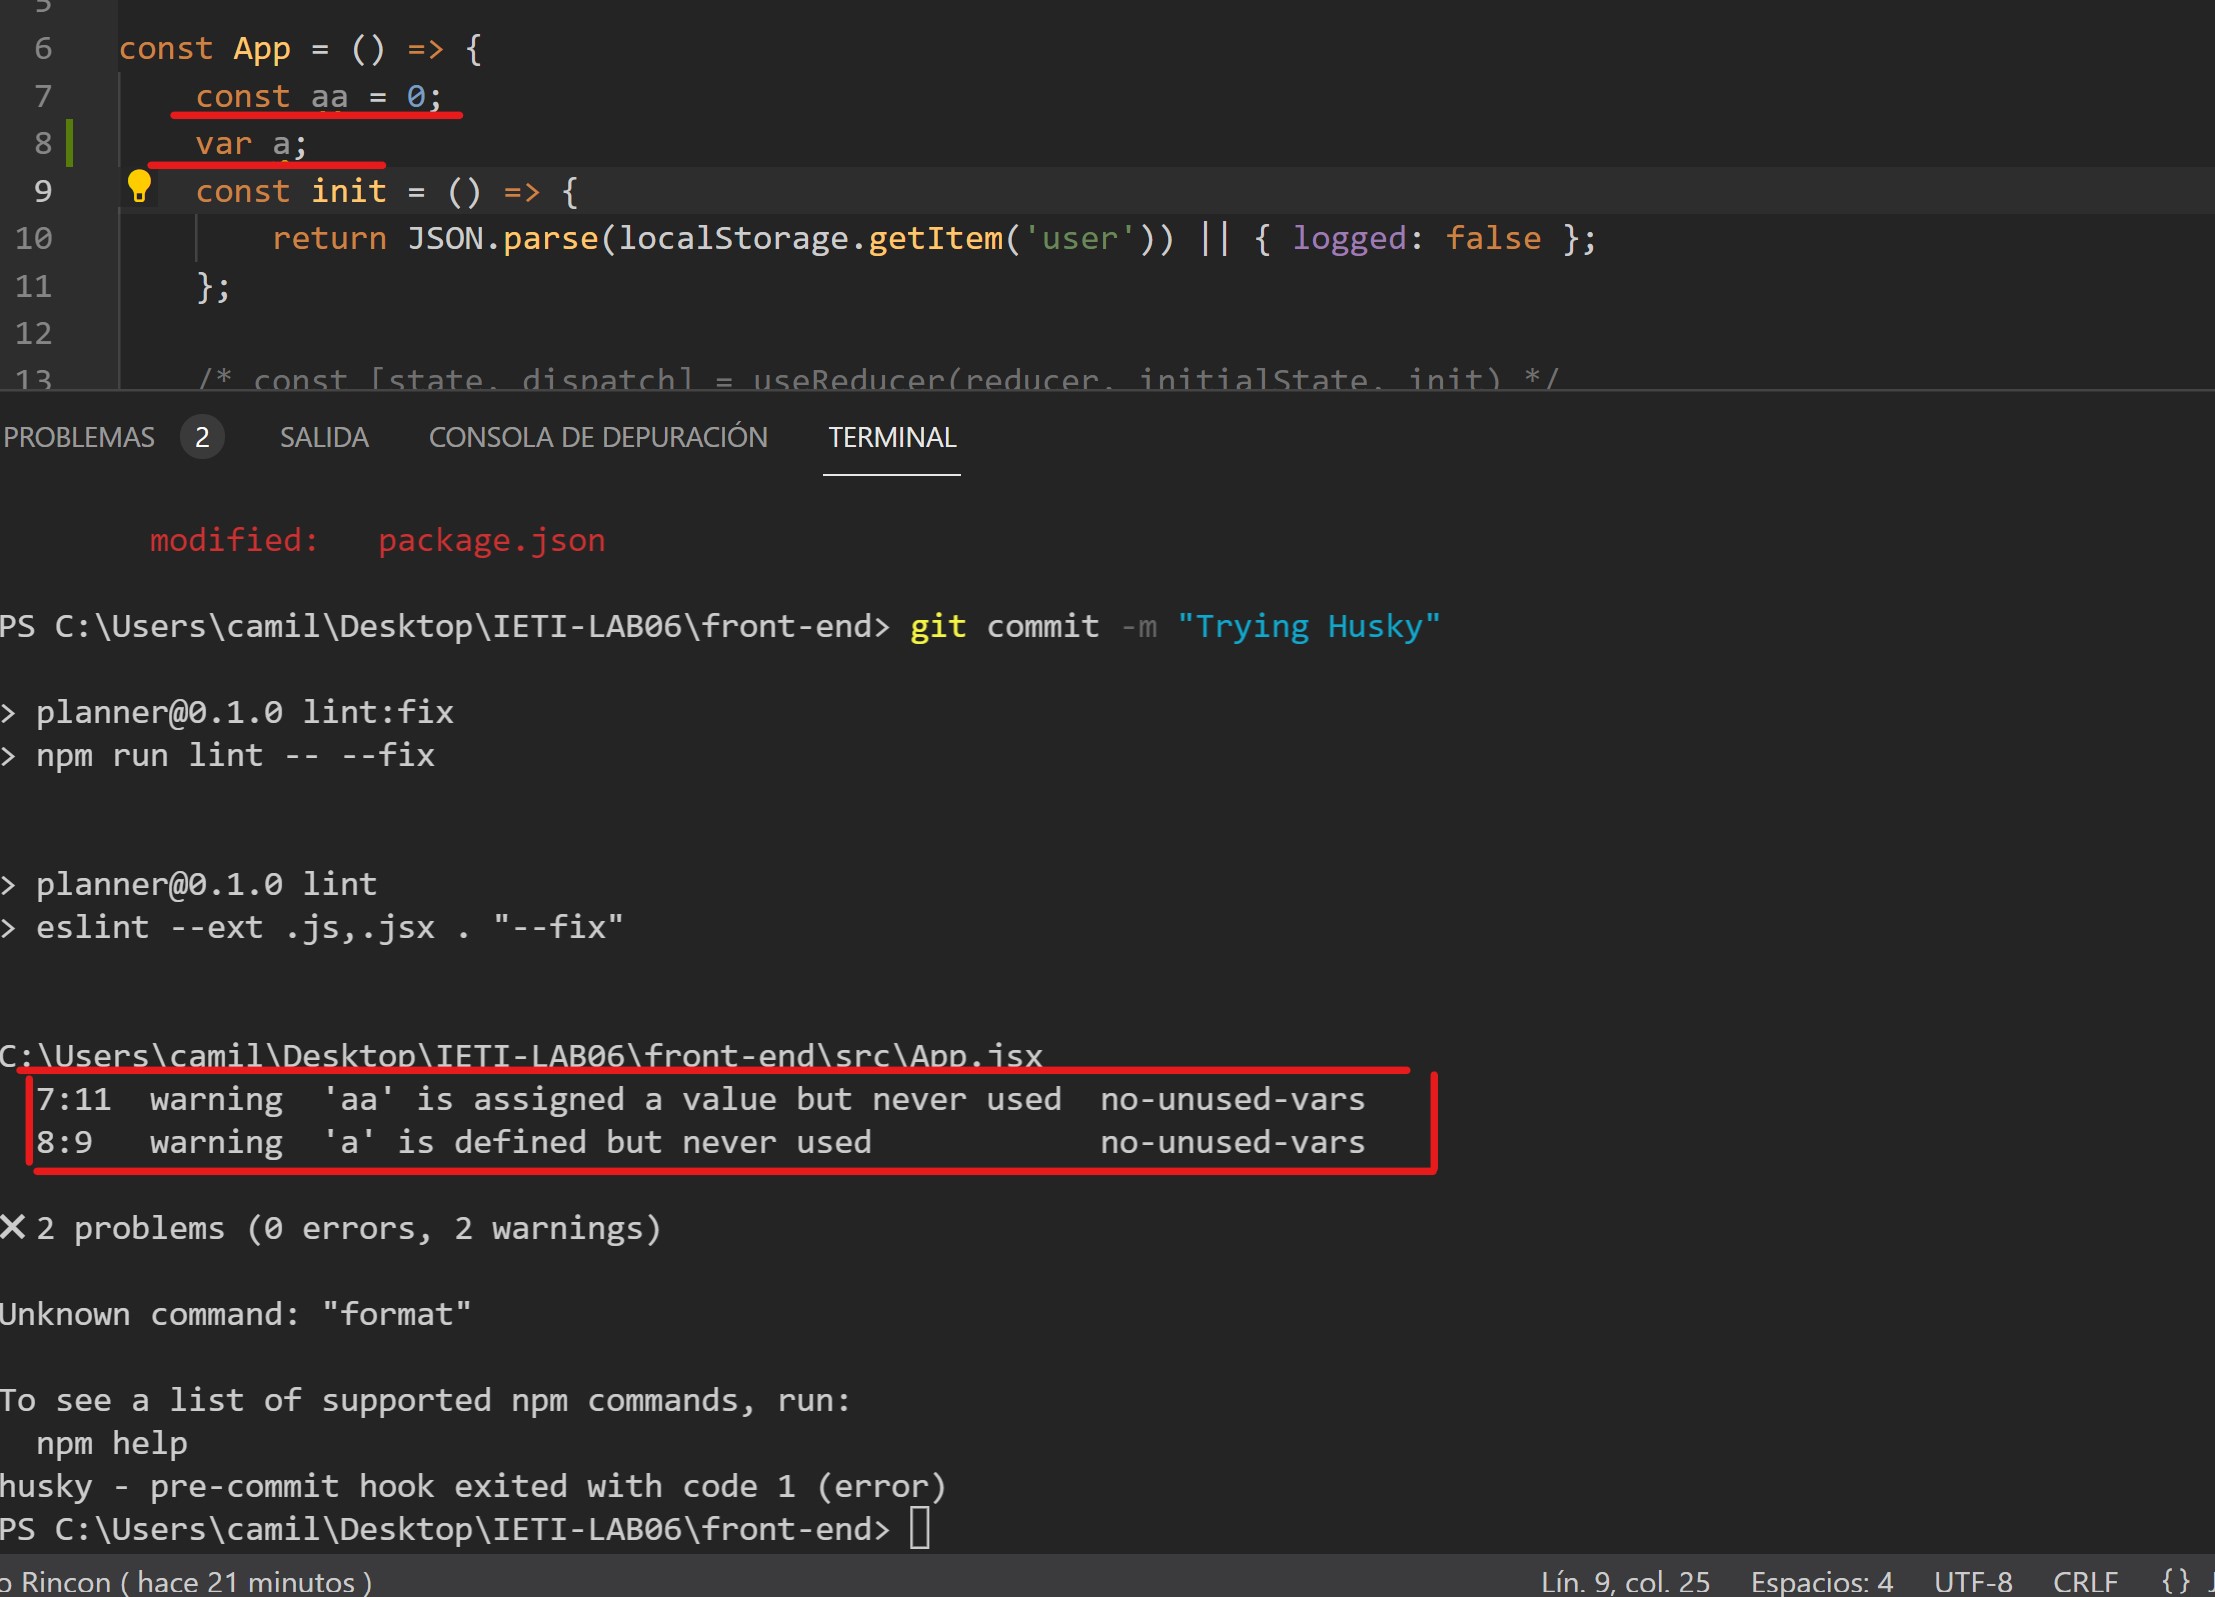 5
6 const App = () => {
7 const aa = 0;
8 var a;
9 const init = () => {
10 return JSON.parse(localStorage.getItem('user')) || { logged: false };
11 };
12
13 /* const [state, dispatch] = useReducer(reducer, initialState, init) */
PROBLEMAS 2 SALIDA CONSOLA DE DEPURACIÓN TERMINAL
modified: package.json
PS C:\Users\camil\Desktop\IETI-LAB06\front-end> git commit -m "Trying Husky"
> planner@0.1.0 lint:fix
> npm run lint -- --fix
> planner@0.1.0 lint
> eslint --ext .js,.jsx . "--fix"
C:\Users\camil\Desktop\IETI-LAB06\front-end\src\App.jsx
7:11 warning 'aa' is assigned a value but never used no-unused-vars
8:9 warning 'a' is defined but never used no-unused-vars
✕ 2 problems (0 errors, 2 warnings)
Unknown command: "format"
To see a list of supported npm commands, run:
npm help
husky - pre-commit hook exited with code 1 (error)
PS C:\Users\camil\Desktop\IETI-LAB06\front-end>
o Rincon ( hace 21 minutos ) Lín. 9, col. 25 Espacios: 4 UTF-8 CRLF {}